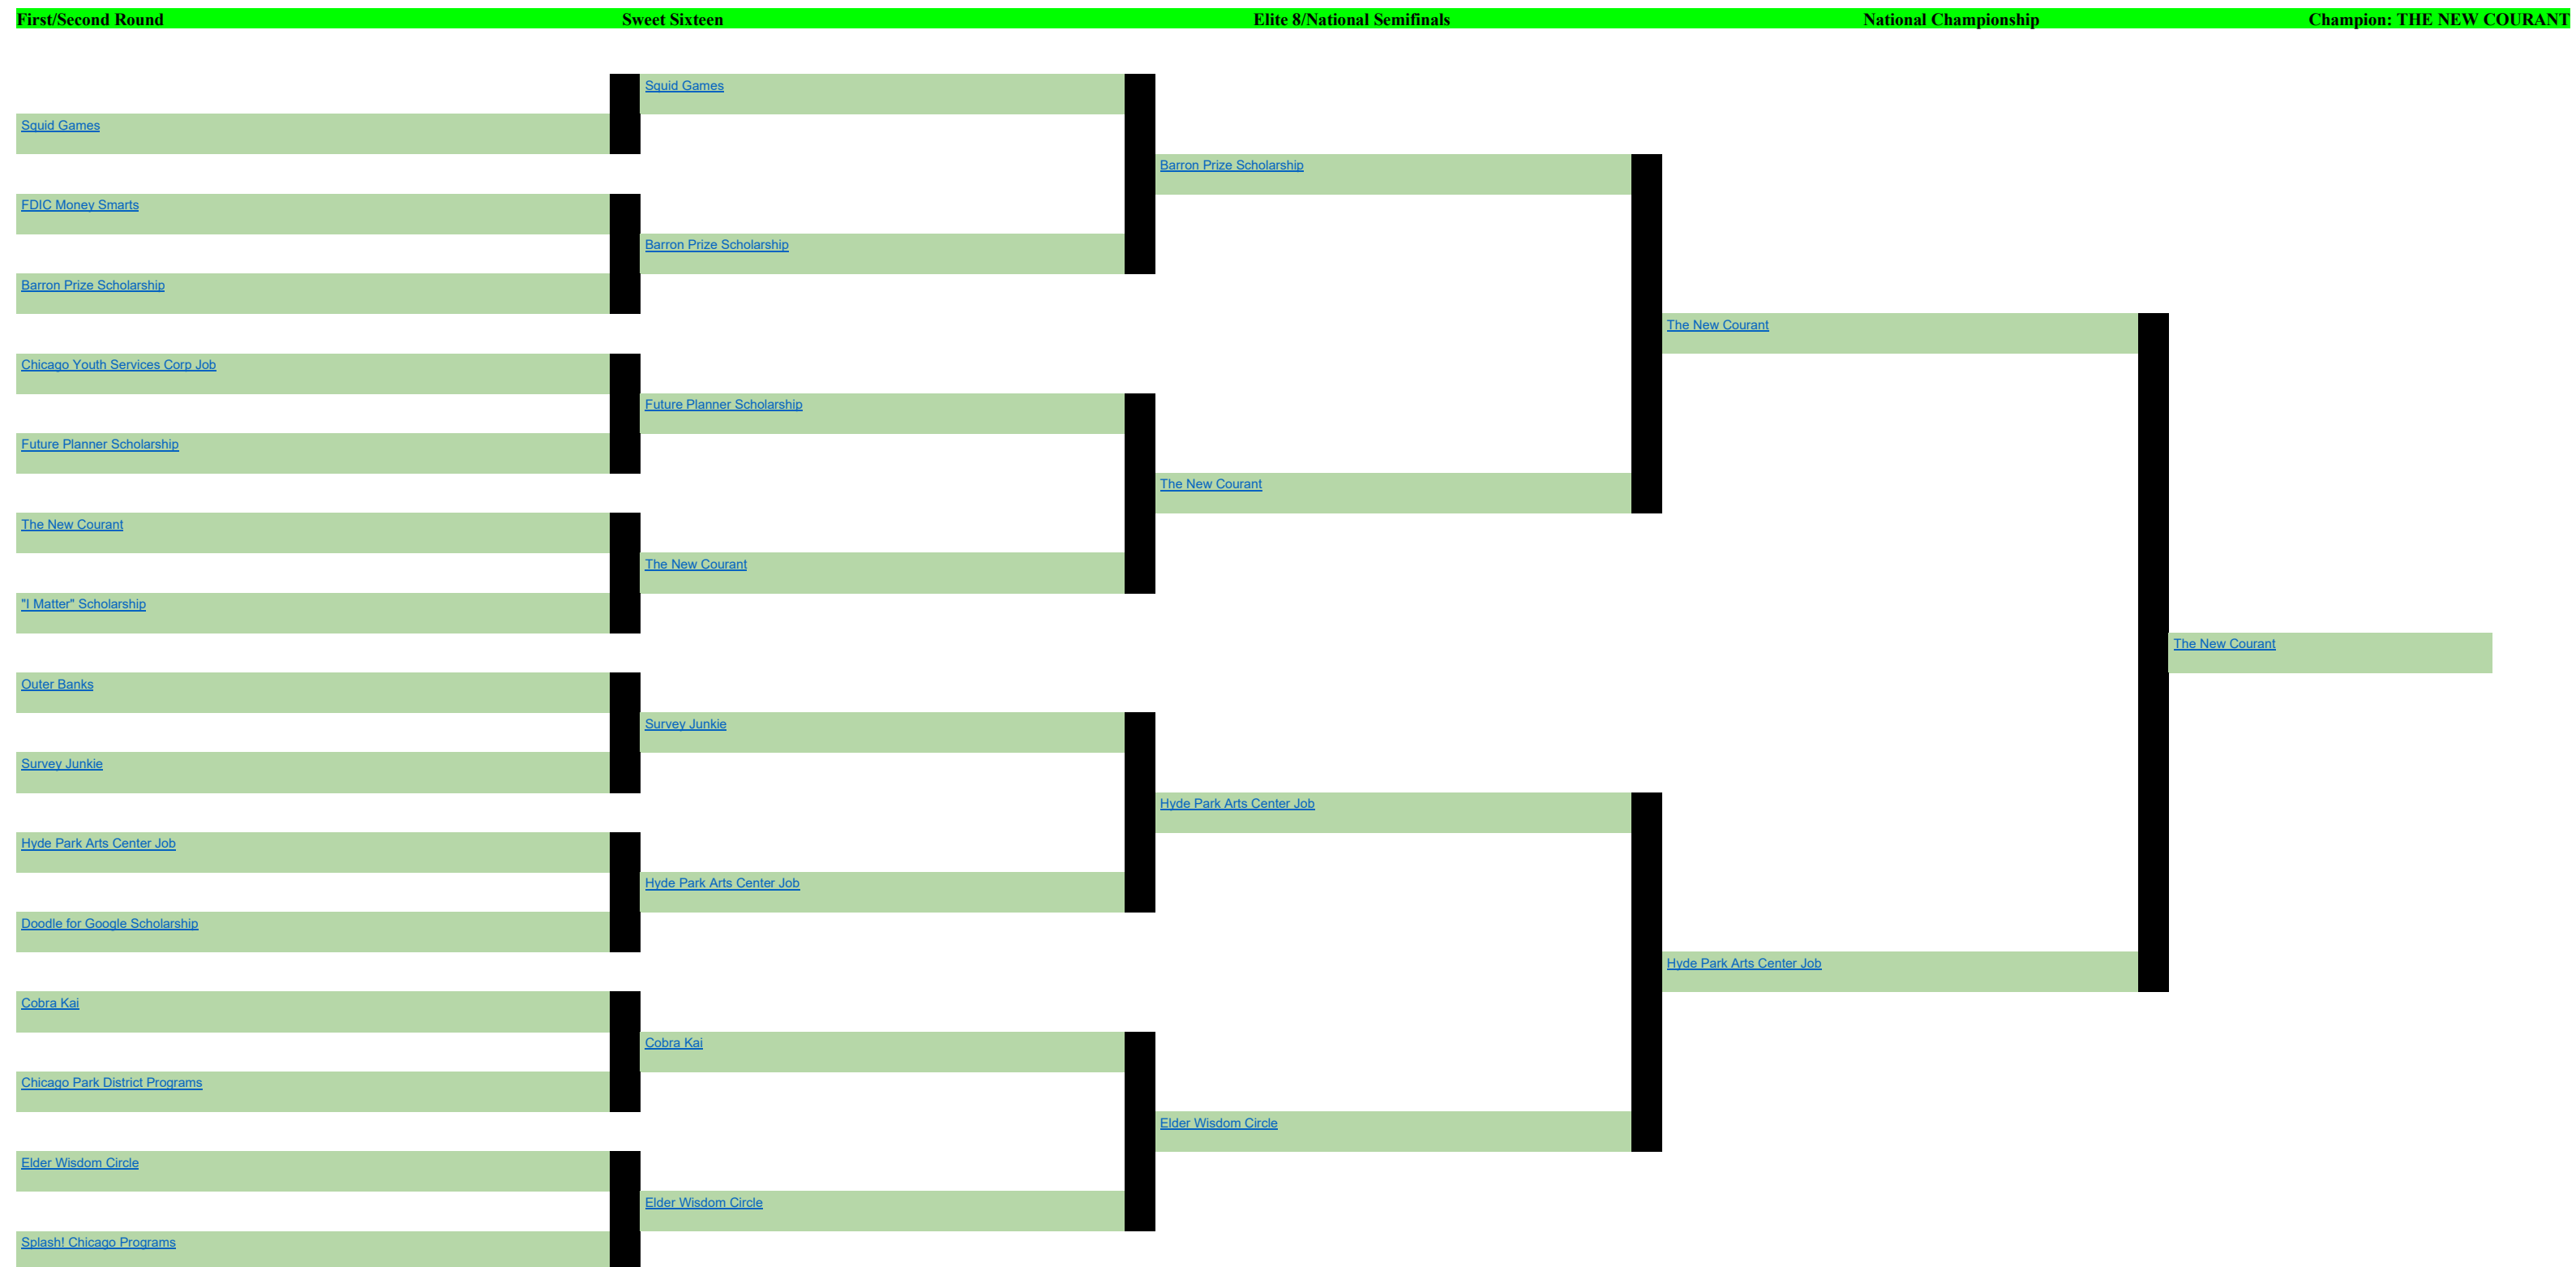 First/Second Round
Sweet Sixteen
Elite 8/National Semifinals
National Championship
Champion: THE NEW COURANT
Squid Games
FDIC Money Smarts
Barron Prize Scholarship
Chicago Youth Services Corp Job
Future Planner Scholarship
The New Courant
"I Matter" Scholarship
Outer Banks
Survey Junkie
Hyde Park Arts Center Job
Doodle for Google Scholarship
Cobra Kai
Chicago Park District Programs
Elder Wisdom Circle
Splash! Chicago Programs
Squid Games
Barron Prize Scholarship
Future Planner Scholarship
The New Courant
Survey Junkie
Hyde Park Arts Center Job
Cobra Kai
Elder Wisdom Circle
Barron Prize Scholarship
The New Courant
Hyde Park Arts Center Job
Elder Wisdom Circle
The New Courant
Hyde Park Arts Center Job
The New Courant